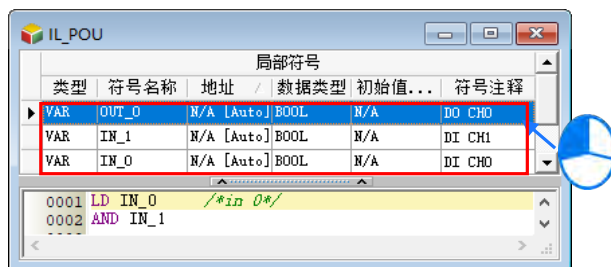 IL_POU
局部符号
类型 符号名称 地址 / 数据类型 初始值... 符号注释
VAR OUT_0 N/A [Auto] BOOL N/A DO CH0
VAR IN_1 N/A [Auto] BOOL N/A DI CH1
VAR IN_0 N/A [Auto] BOOL N/A DI CH0
0001 LD IN_0 /*in 0*/
0002 AND IN_1